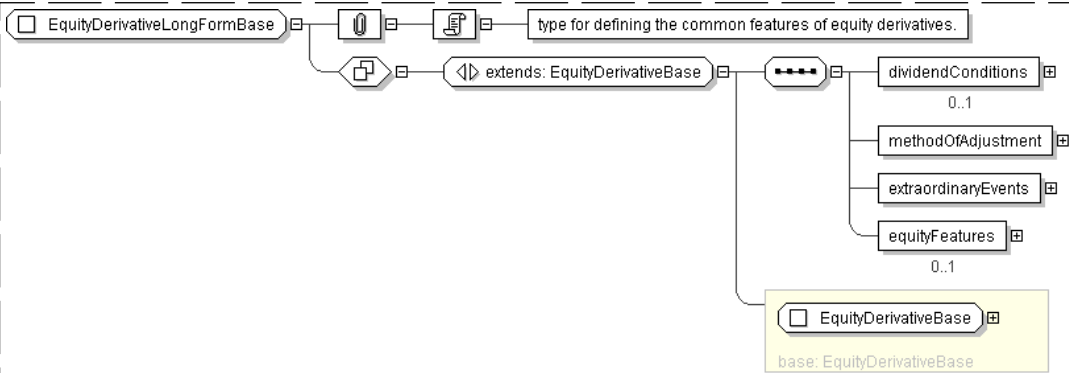 EquityDerivativeLongFormBase
type for defining the common features of equity derivatives.
extends: EquityDerivativeBase
dividendConditions
0..1
methodOfAdjustment
extraordinaryEvents
equityFeatures
0..1
EquityDerivativeBase
base: EquityDerivativeBase